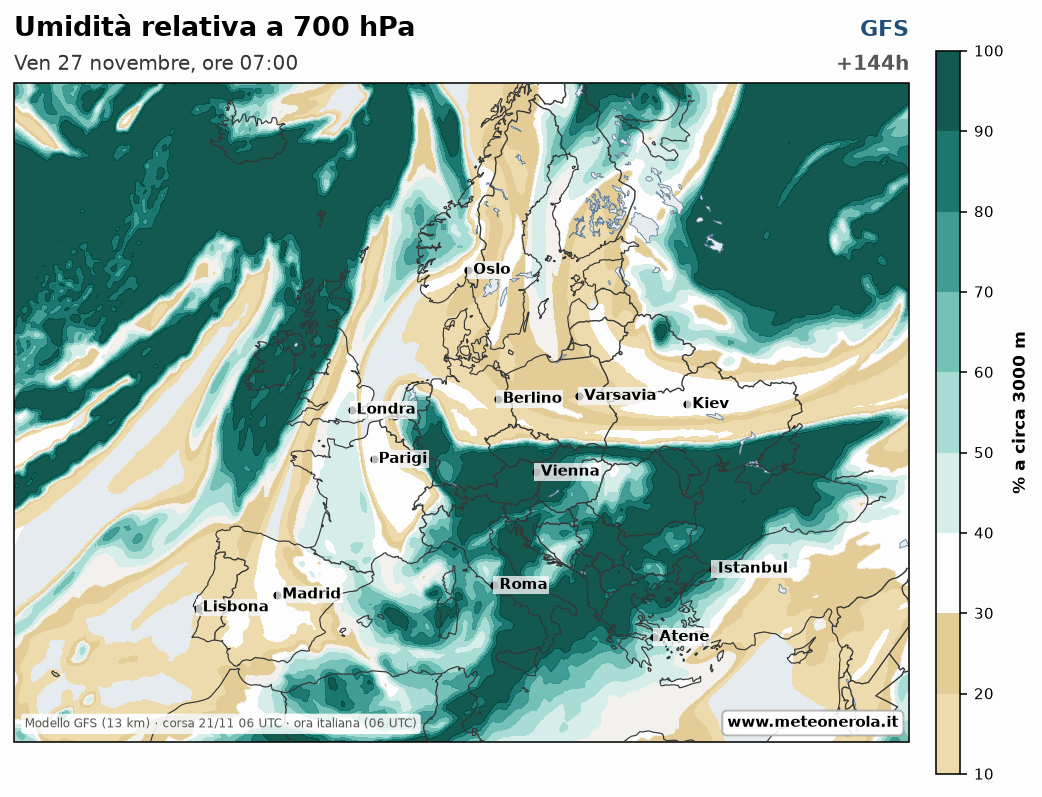 Umidità relativa a 700 hPa
GFS
Ven 27 novembre, ore 07:00
+144h
100
90
80
70
60
50
40
30
20
10
% a circa 3000 m
Oslo
Berlino
Varsavia
Kiev
Londra
Parigi
Vienna
Istanbul
Roma
Madrid
Lisbona
Atene
Modello GFS (13 km) · corsa 21/11 06 UTC · ora italiana (06 UTC)
www.meteonerola.it